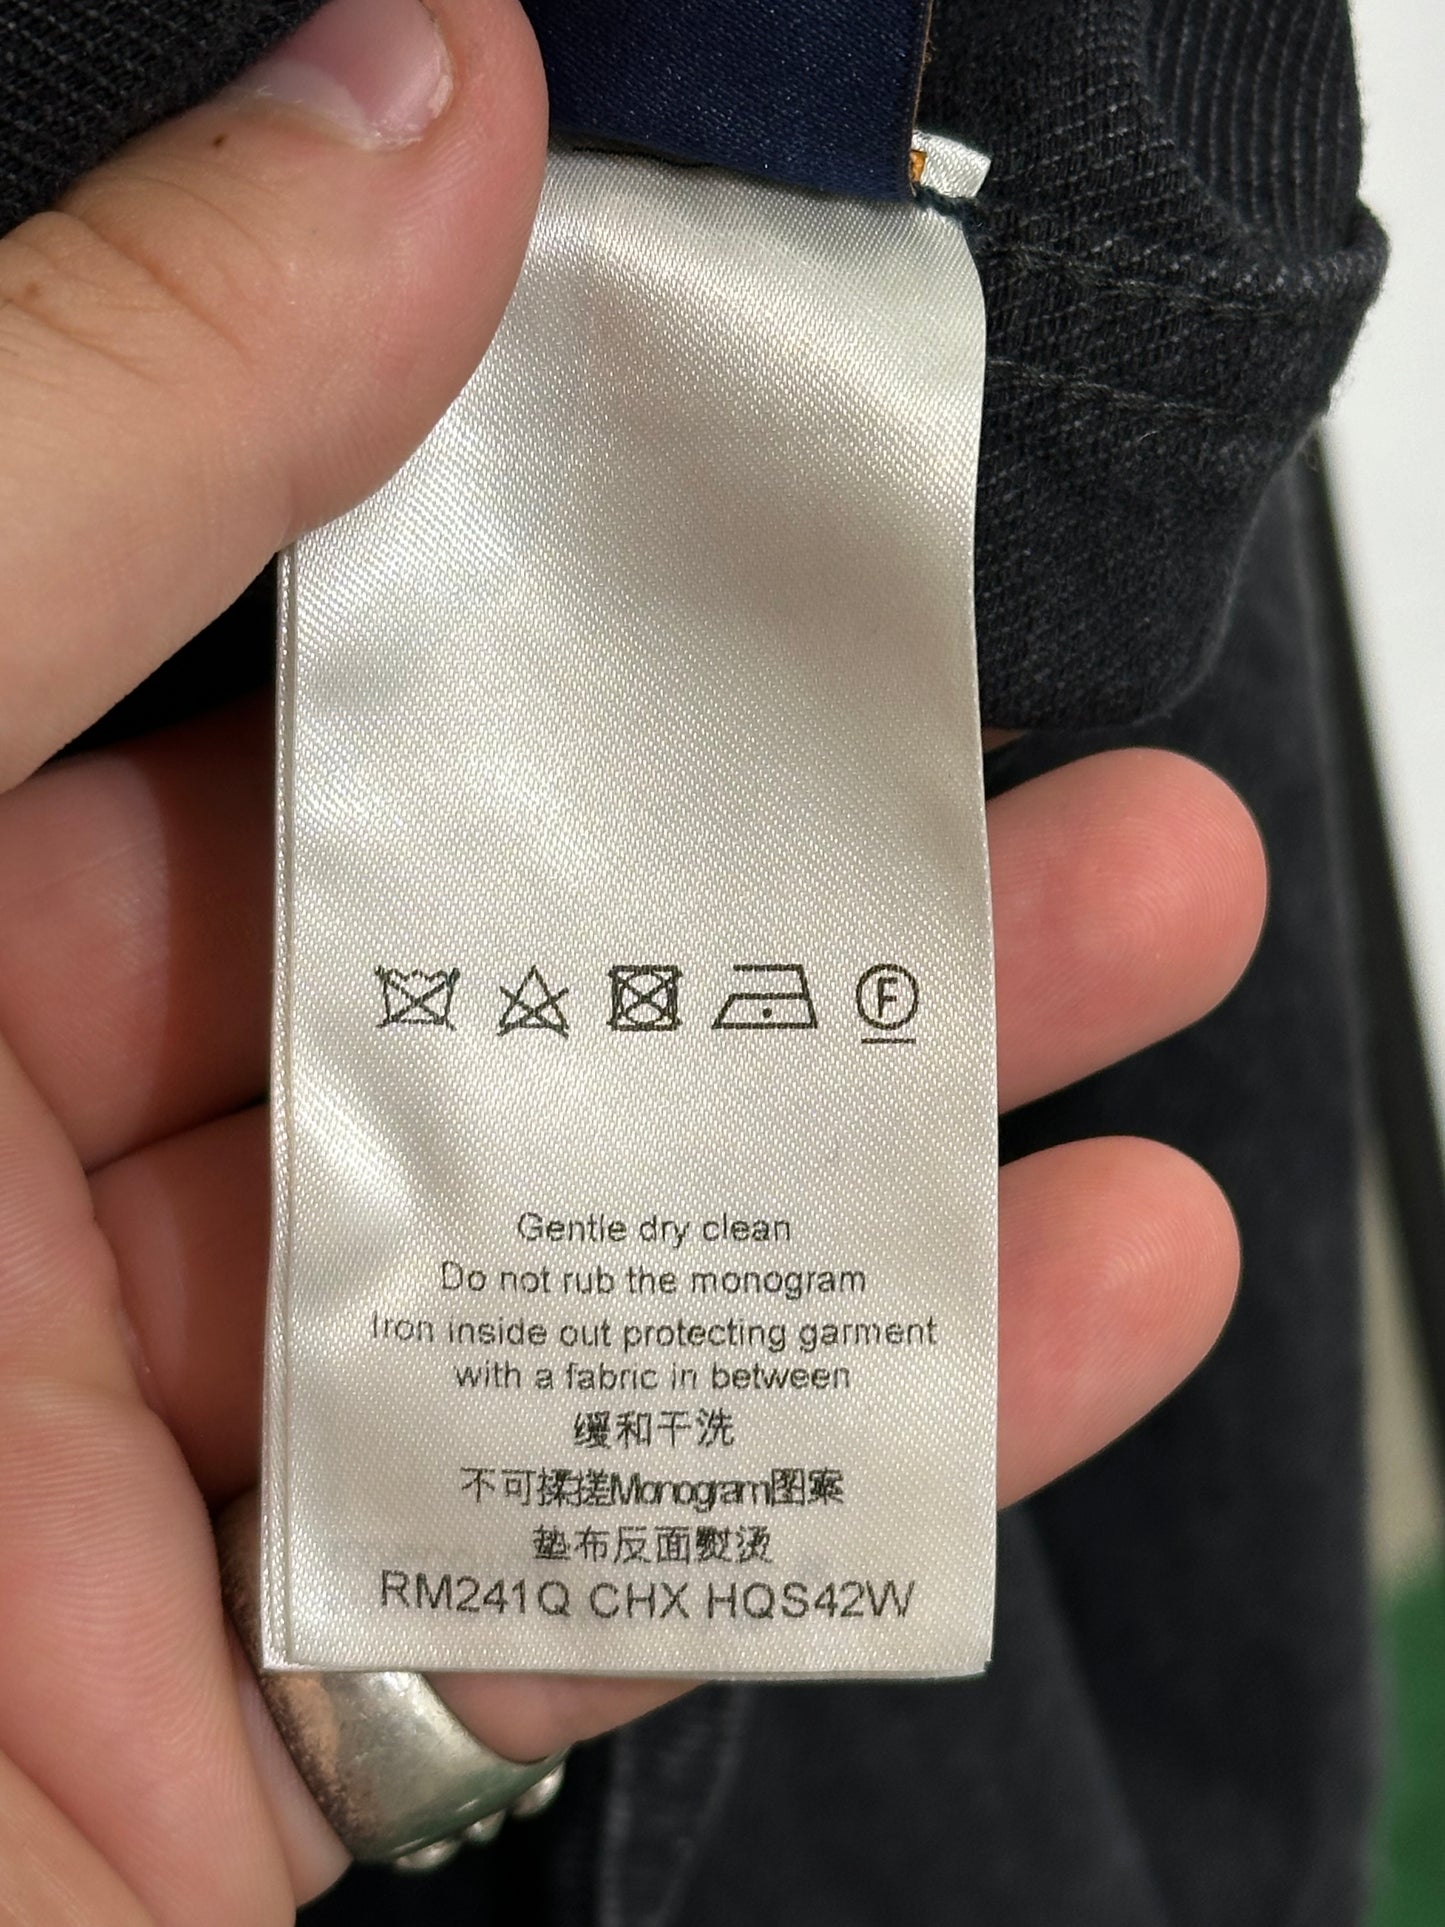 F
Gentle dry clean
Do not rub the monogram
Iron inside out protecting garment
with a fabric in between
缓和干洗
不可揉搓Monogram图案
垫布反面熨烫
RM241Q CHX HQS42W